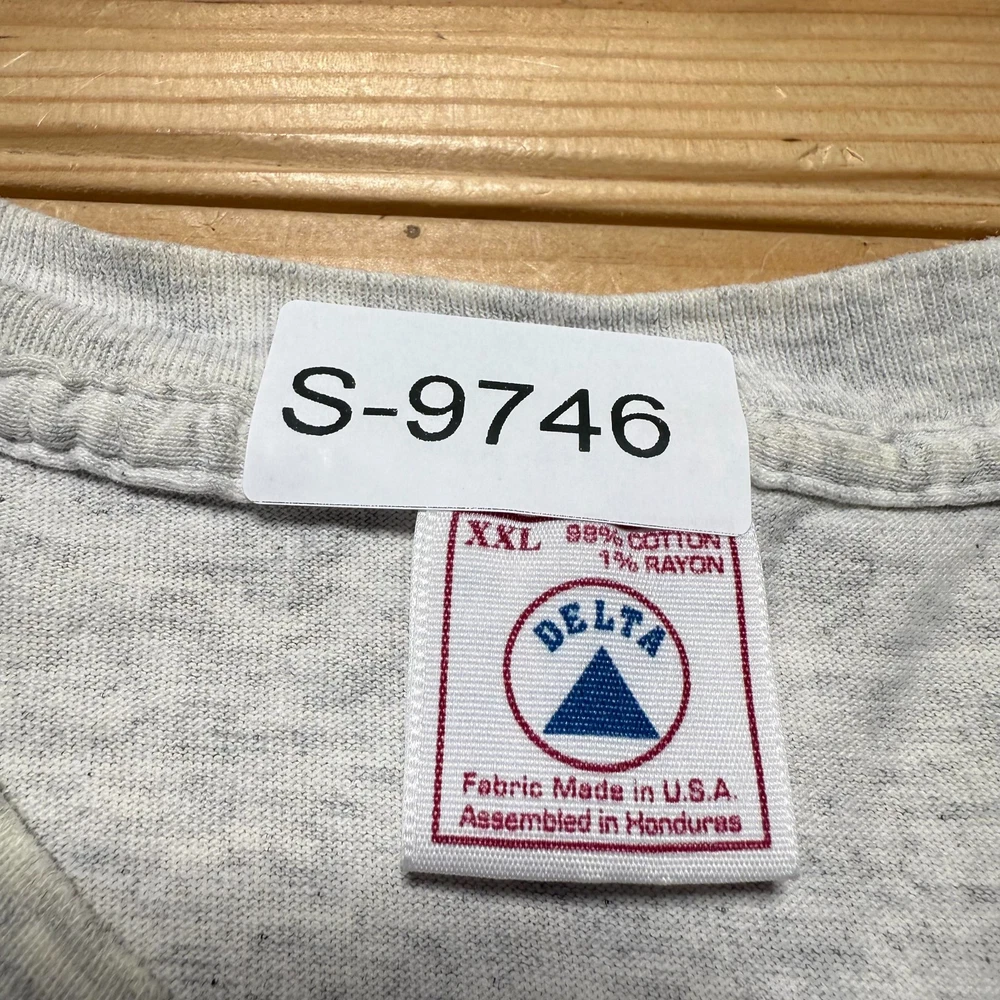 S-9746
XXL
99% COTTON
1% RAYON
DELTA
Fabric Made in U.S.A.
Assembled in Honduras